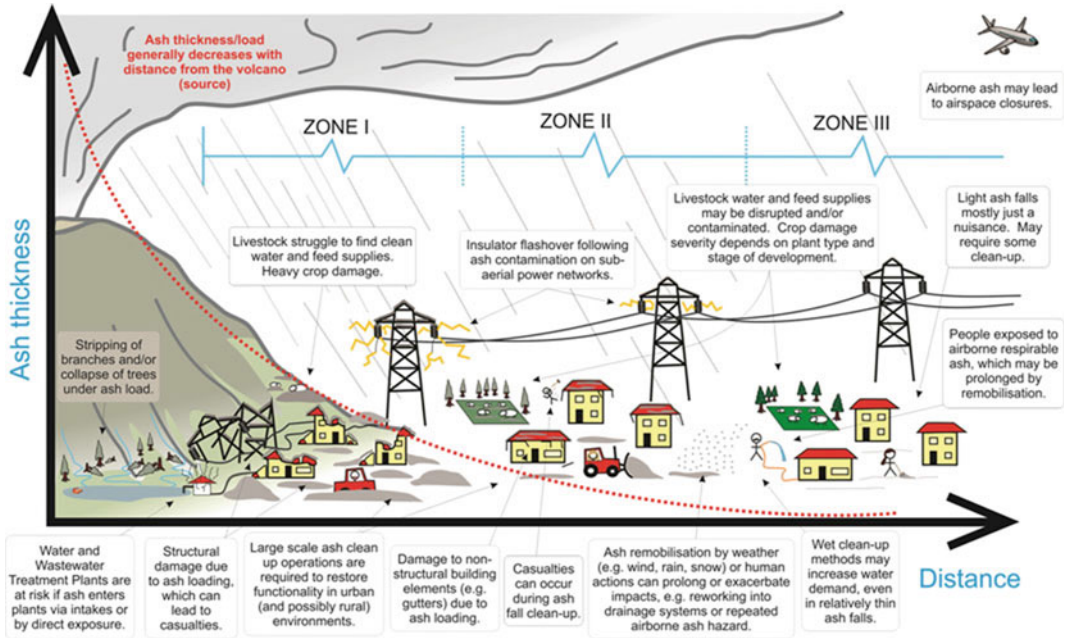 Ash thickness/load
generally decreases with
distance from the volcano
(source)
Airborne ash may lead
to airspace closures.
ZONE I
ZONE II
ZONE III
Ash thickness
Livestock struggle to find clean
water and feed supplies.
Heavy crop damage.
Insulator flashover following
ash contamination on sub-
aerial power networks.
Livestock water and feed supplies
may be disrupted and/or
contaminated. Crop damage
severity depends on plant type and
stage of development.
Light ash falls
mostly just a
nuisance. May
require some
clean-up.
Stripping of
branches and/or
collapse of trees
under ash load.
People exposed to
airborne respirable
ash, which may be
prolonged by
remobilisation.
Water and
Wastewater
Treatment Plants are
at risk if ash enters
plants via intakes or
by direct exposure.
Structural
damage due
to ash loading,
which can
lead to
casualties.
Large scale ash clean
up operations are
required to restore
functionality in urban
(and possibly rural)
environments.
Damage to non-
structural building
elements (e.g.
gutters) due to
ash loading.
Casualties
can occur
during ash
fall clean-up.
Ash remobilisation by weather
(e.g. wind, rain, snow) or human
actions can prolong or exacerbate
impacts, e.g. reworking into
drainage systems or repeated
airborne ash hazard.
Wet clean-up
methods may
increase water
demand, even
in relatively thin
ash falls.
Distance